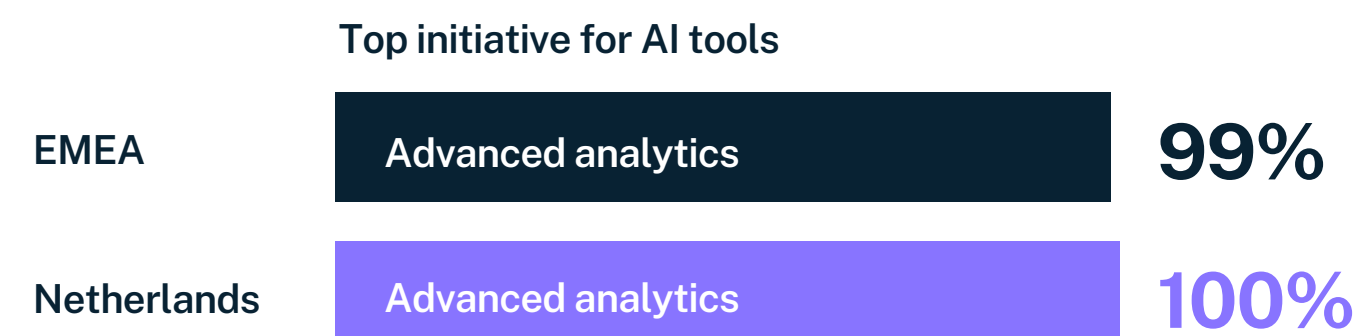 Top initiative for AI tools
EMEA Advanced analytics 99%
Netherlands Advanced analytics 100%